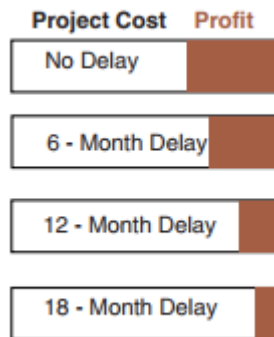 Project Cost Profit
No Delay
6 - Month Delay
12 - Month Delay
18 - Month Delay